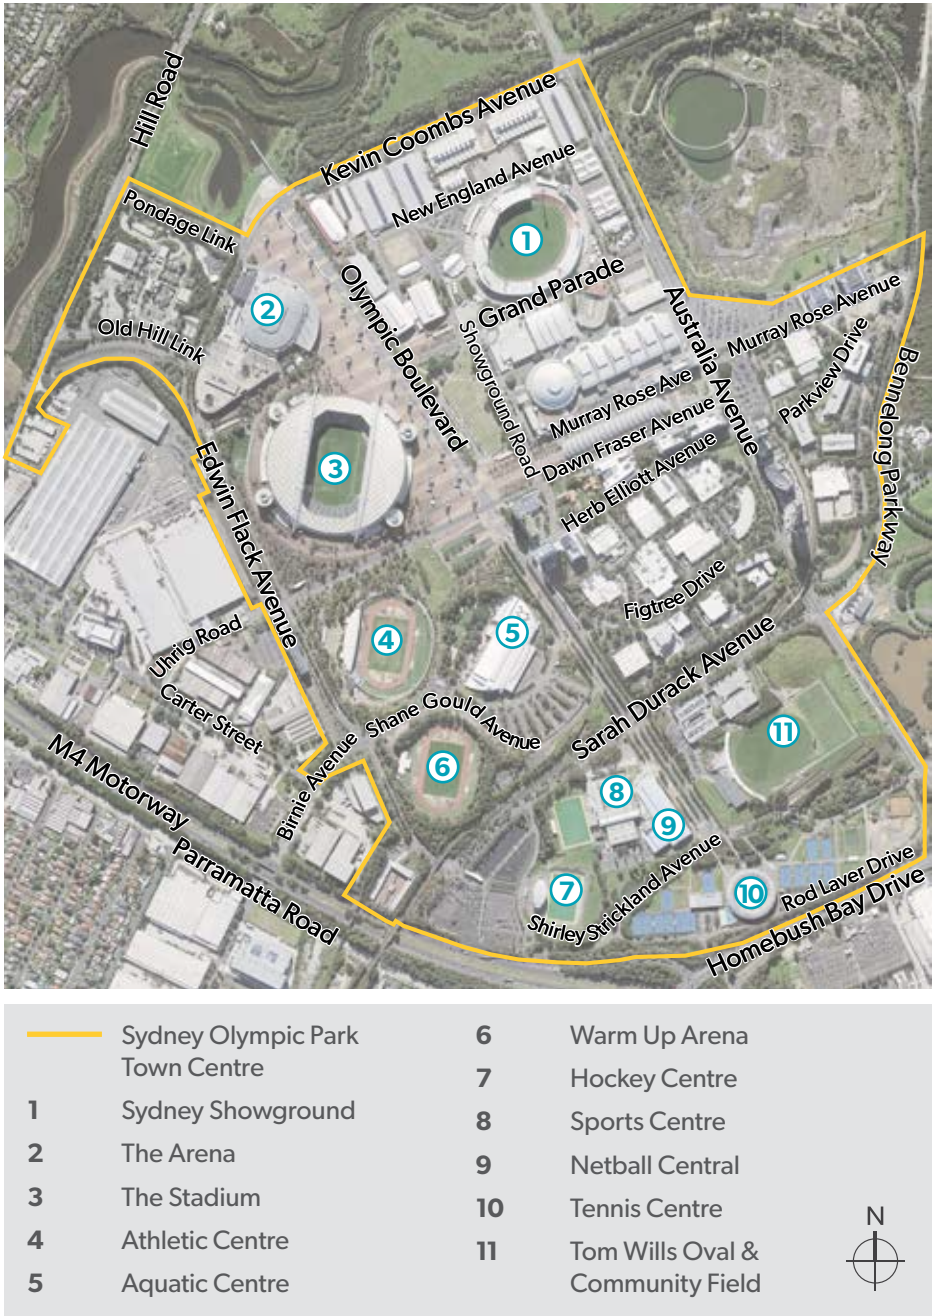 Hill Road
Kevin Coombs Avenue
New England Avenue
Pondage Link
1
Olympic Boulevard
Grand Parade
2
Australia Avenue
Murray Rose Avenue
Old Hill Link
Showground Road
Parkview Drive
Bennelong Parkway
Murray Rose Ave
Dawn Fraser Avenue
3
Edwin Flack Avenue
Herb Elliott Avenue
Figtree Drive
Uhrig Road
4
5
Sarah Durack Avenue
Carter Street
Shane Gould Avenue
11
M4 Motorway
Birnie Avenue
6
8
9
Parramatta Road
7
Shirley Strickland Avenue
10
Rod Laver Drive
Homebush Bay Drive
Sydney Olympic Park
Town Centre
1 Sydney Showground
2 The Arena
3 The Stadium
4 Athletic Centre
5 Aquatic Centre
6 Warm Up Arena
7 Hockey Centre
8 Sports Centre
9 Netball Central
10 Tennis Centre
11 Tom Wills Oval &
Community Field
N